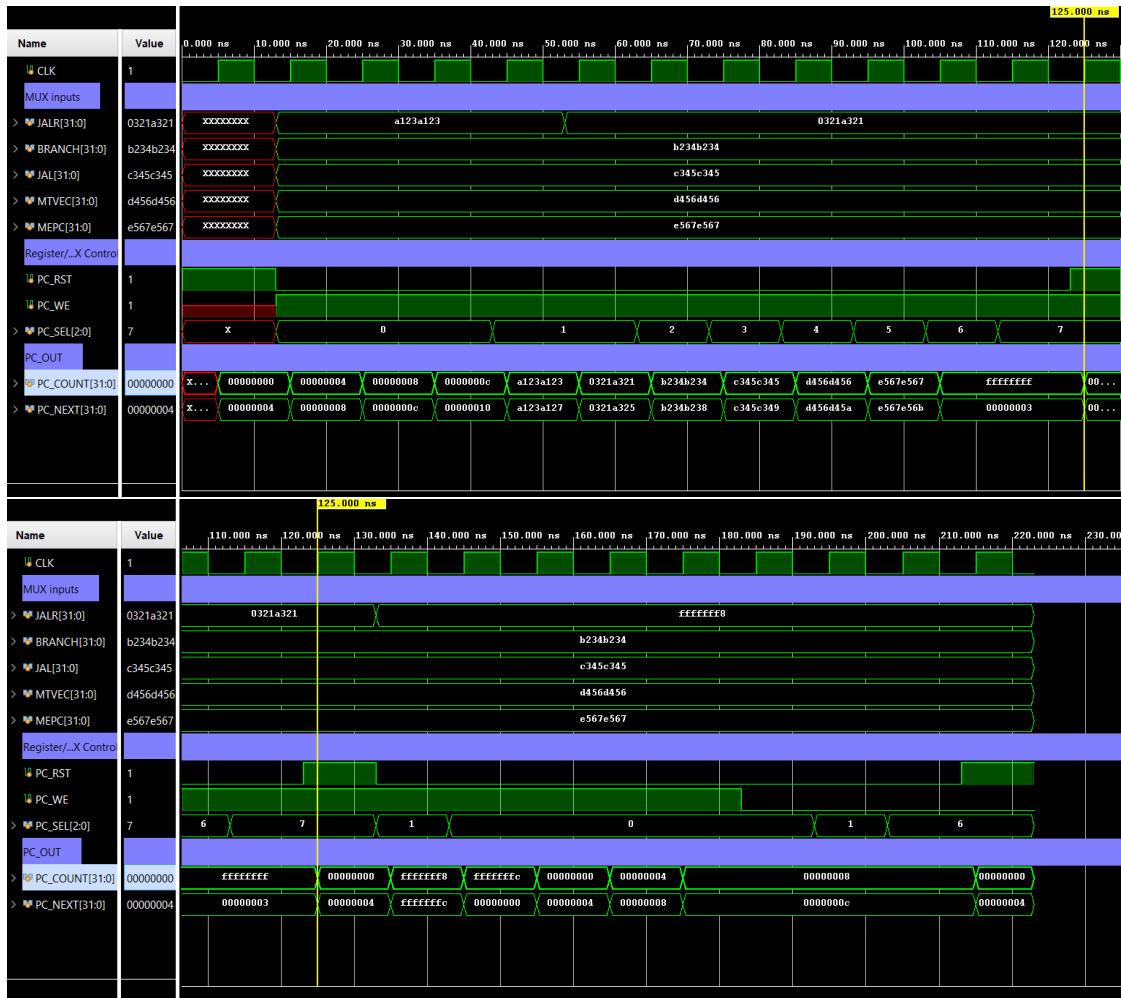 125.000 ns
Name Value 0.000 ns 10.000 ns 20.000 ns 30.000 ns 40.000 ns 50.000 ns 60.000 ns 70.000 ns 80.000 ns 90.000 ns 100.000 ns 110.000 ns 120.000 ns
CLK 1
MUX inputs
JALR[31:0] 0321a321 XXXXXXXX a123a123 0321a321
BRANCH[31:0] b234b234 XXXXXXXX b234b234
JAL[31:0] c345c345 XXXXXXXX c345c345
MTVEC[31:0] d456d456 XXXXXXXX d456d456
MEPC[31:0] e567e567 XXXXXXXX e567e567
Register/...X Contro
PC_RST 1
PC_WE 1
PC_SEL[2:0] 7 X 0 1 2 3 4 5 6 7
PC_OUT
PC_COUNT[31:0] 00000000 X... 00000000 00000004 00000008 0000000c a123a123 0321a321 b234b234 c345c345 d456d456 e567e567 ffffffff 00...
PC_NEXT[31:0] 00000004 X... 00000004 00000008 0000000c 00000010 a123a127 0321a325 b234b238 c345c349 d456d45a e567e56b 00000003 00...
125.000 ns
Name Value 110.000 ns 120.000 ns 130.000 ns 140.000 ns 150.000 ns 160.000 ns 170.000 ns 180.000 ns 190.000 ns 200.000 ns 210.000 ns 220.000 ns 230.0
CLK 1
MUX inputs
JALR[31:0] 0321a321 0321a321 fffffff8
BRANCH[31:0] b234b234 b234b234
JAL[31:0] c345c345 c345c345
MTVEC[31:0] d456d456 d456d456
MEPC[31:0] e567e567 e567e567
Register/...X Contro
PC_RST 1
PC_WE 1
PC_SEL[2:0] 7 6 7 1 0 1 6
PC_OUT
PC_COUNT[31:0] 00000000 ffffffff 00000000 fffffff8 fffffffc 00000000 00000004 00000008 00000000
PC_NEXT[31:0] 00000004 00000003 00000004 fffffffc 00000000 00000004 00000008 0000000c 00000004